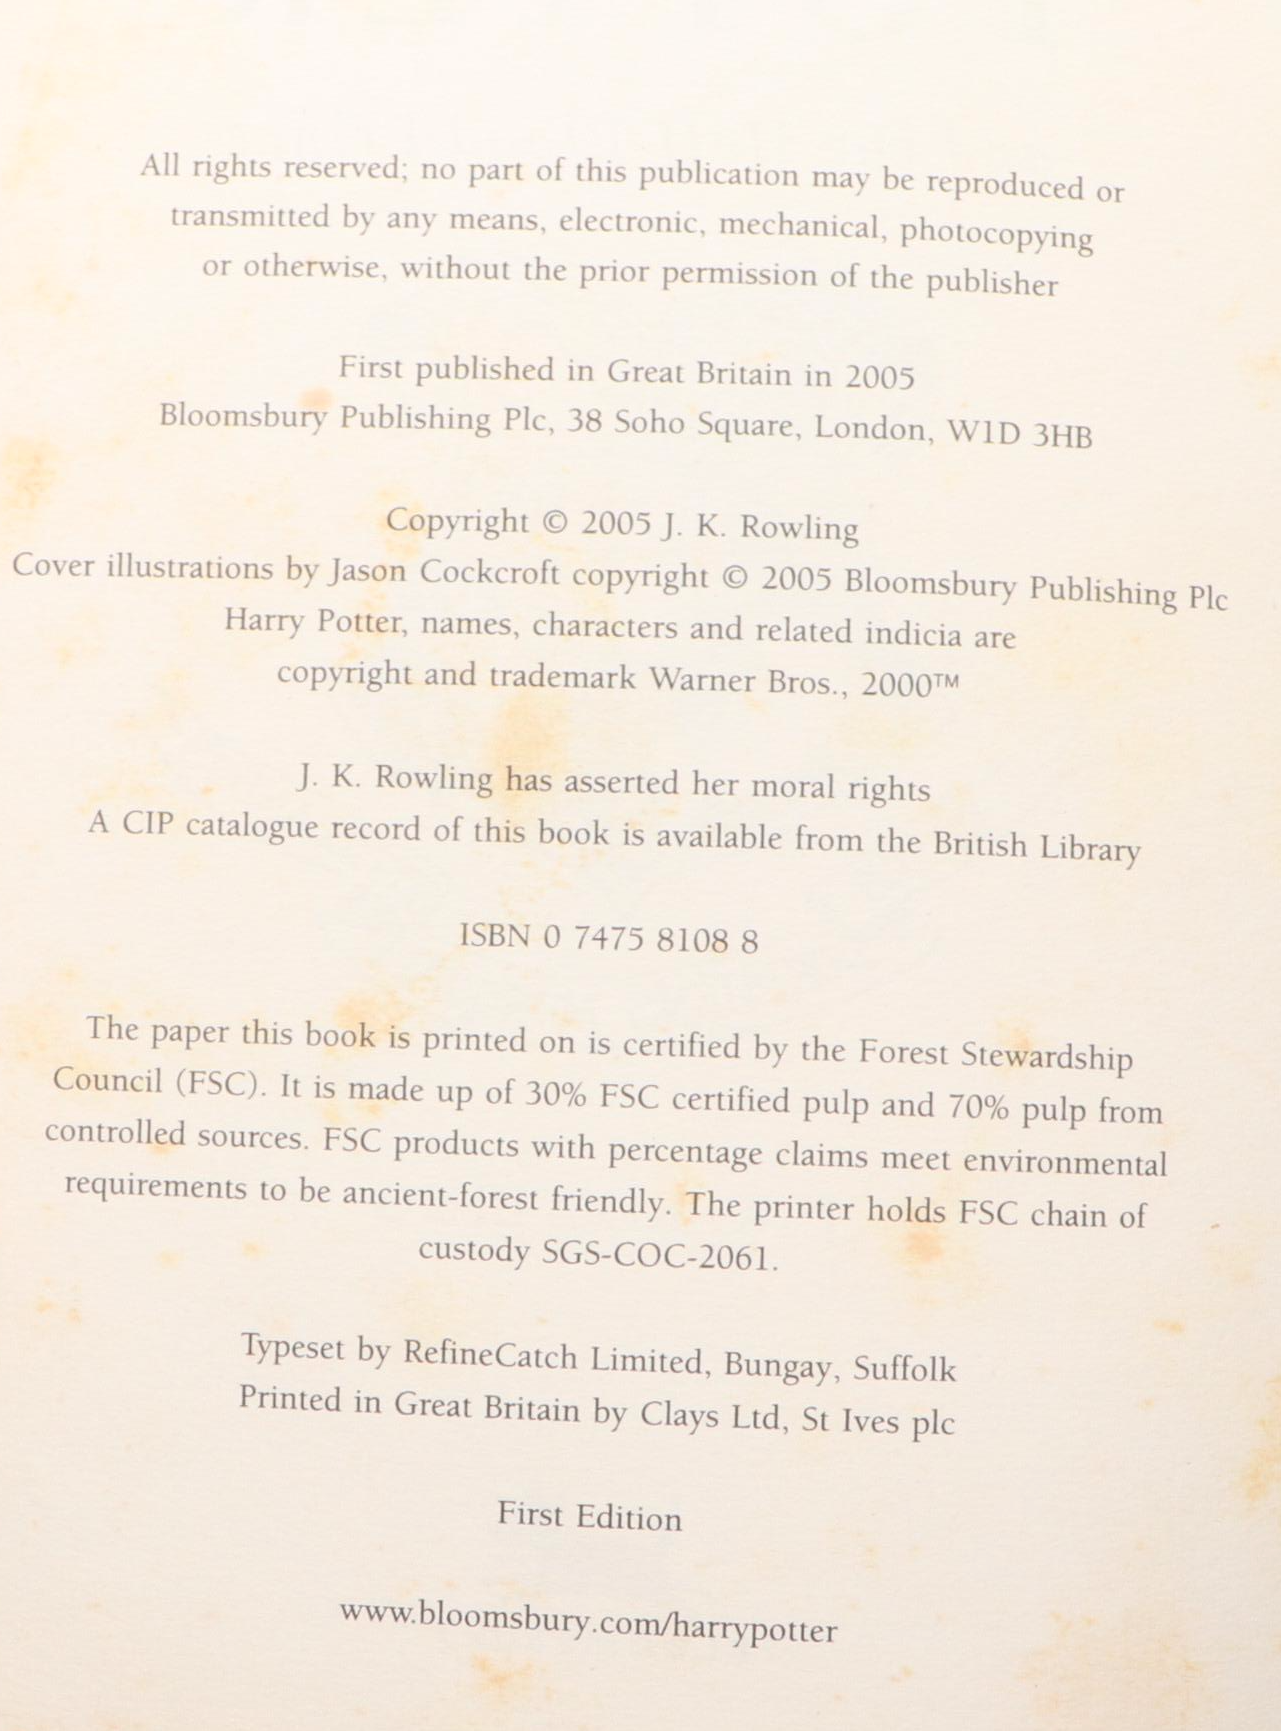 All rights reserved; no part of this publication may be reproduced or
transmitted by any means, electronic, mechanical, photocopying
or otherwise, without the prior permission of the publisher
First published in Great Britain in 2005
Bloomsbury Publishing Plc, 38 Soho Square, London, W1D 3HB
Copyright © 2005 J. K. Rowling
Cover illustrations by Jason Cockcroft copyright © 2005 Bloomsbury Publishing Plc
Harry Potter, names, characters and related indicia are
copyright and trademark Warner Bros., 2000™
J. K. Rowling has asserted her moral rights
A CIP catalogue record of this book is available from the British Library
ISBN 0 7475 8108 8
The paper this book is printed on is certified by the Forest Stewardship
Council (FSC). It is made up of 30% FSC certified pulp and 70% pulp from
controlled sources. FSC products with percentage claims meet environmental
requirements to be ancient-forest friendly. The printer holds FSC chain of
custody SGS-COC-2061.
Typeset by RefineCatch Limited, Bungay, Suffolk
Printed in Great Britain by Clays Ltd, St Ives plc
First Edition
www.bloomsbury.com/harrypotter